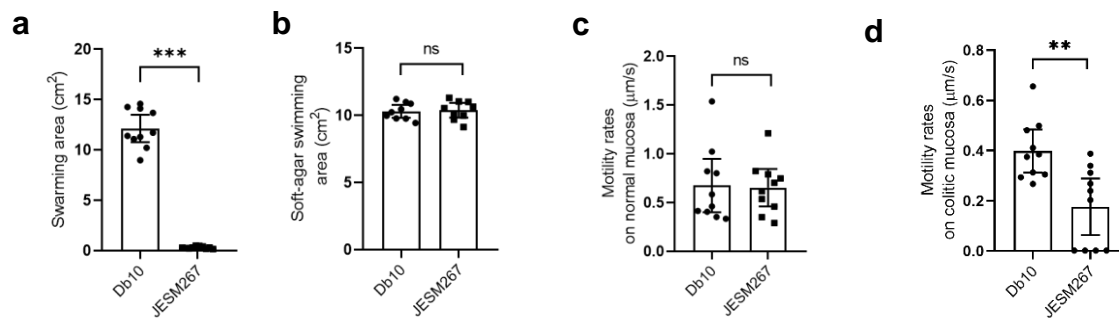 a
Swarming area (cm²)
20
15
10
5
0
***
Db10
JESM267
b
Soft-agar swimming
area (cm²)
15
10
5
0
ns
Db10
JESM267
c
Motility rates
on normal mucosa (μm/s)
2.0
1.5
1.0
0.5
0.0
ns
Db10
JESM267
d
Motility rates
on colitic mucosa (μm/s)
0.8
0.6
0.4
0.2
0.0
**
Db10
JESM267